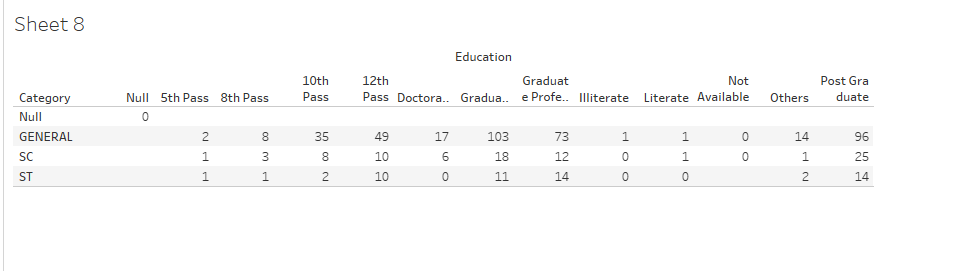 Sheet 8
Education
10th 12th Graduat Not Post Gra
Category Null 5th Pass 8th Pass Pass Pass Doctora.. Gradua.. e Profe.. Illiterate Literate Available Others duate
Null 0
GENERAL 2 8 35 49 17 103 73 1 1 0 14 96
SC 1 3 8 10 6 18 12 0 1 0 1 25
ST 1 1 2 10 0 11 14 0 0 2 14